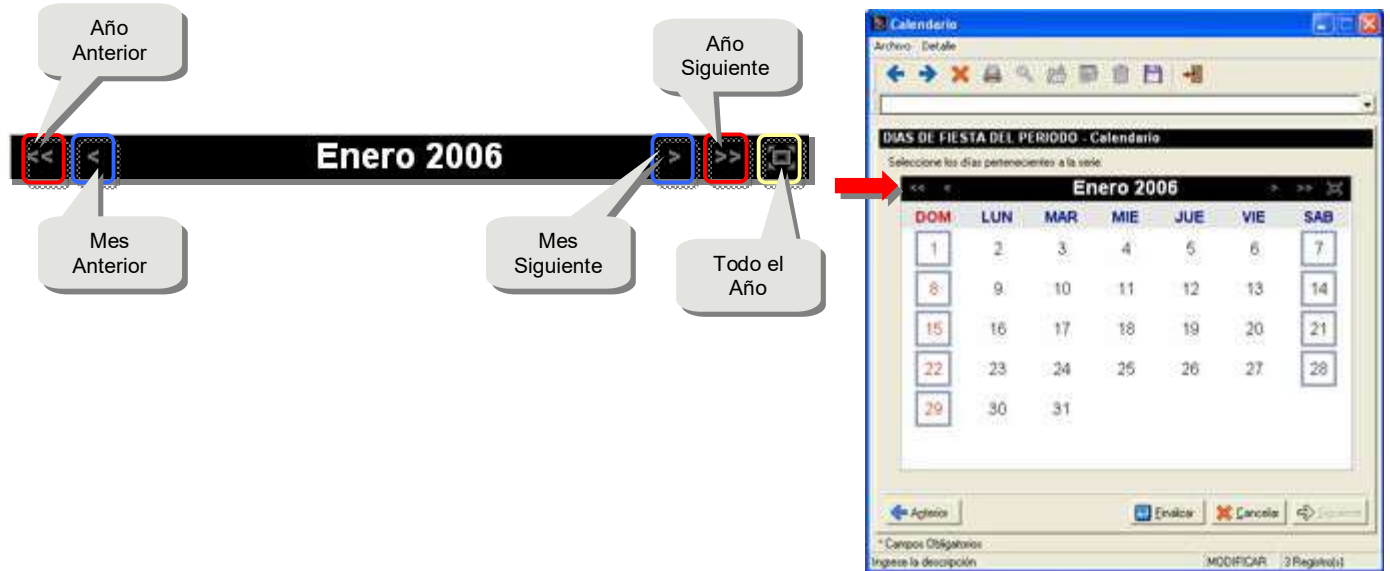 Año
Anterior
Año
Siguiente
<< < Enero 2006 > >>
Mes
Anterior
Mes
Siguiente
Todo el
Año
Calendario
Archivo Detalle
DIAS DE FIESTA DEL PERIODO - Calendario
Seleccione los días pertenecientes a la serie
<< < Enero 2006 > >>
DOM LUN MAR MIE JUE VIE SAB
1 2 3 4 5 6 7
8 9 10 11 12 13 14
15 16 17 18 19 20 21
22 23 24 25 26 27 28
29 30 31
Anterior Finalizar Cancelar
* Campos Obligatorios
Ingrese la descripción MODIFICAR 3 Registro(s)